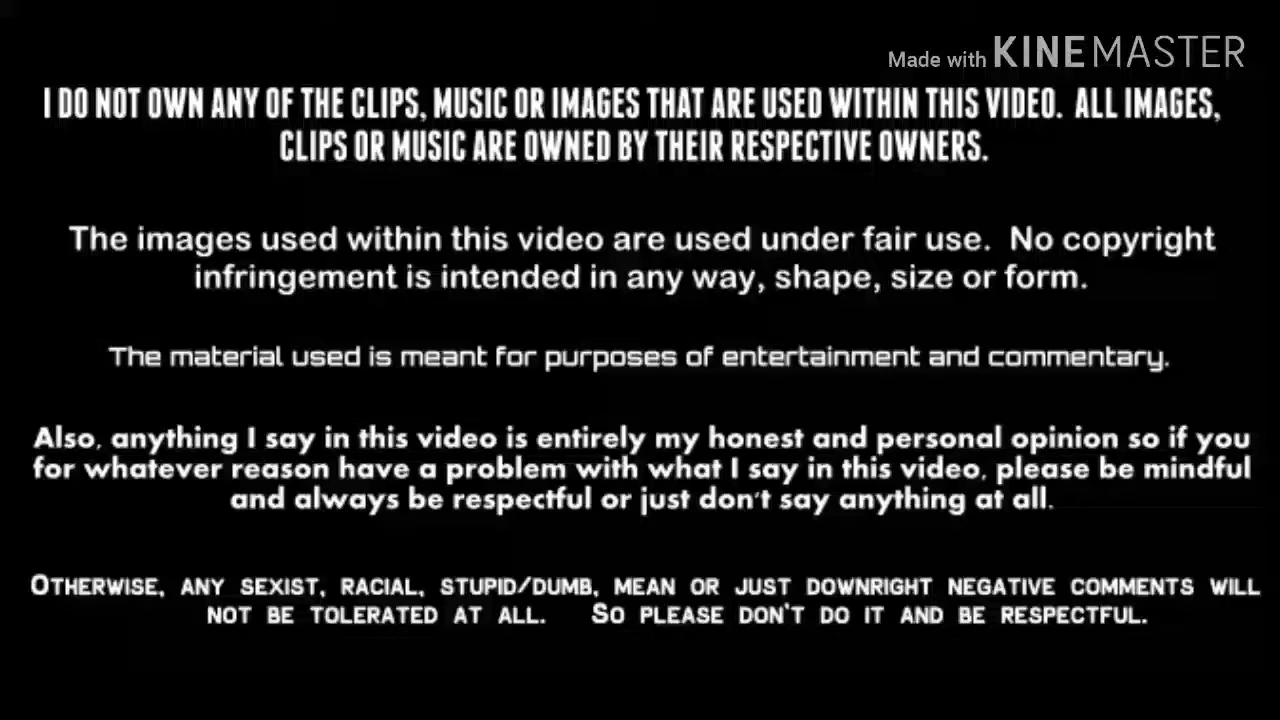 Made with KINEMASTER
I DO NOT OWN ANY OF THE CLIPS, MUSIC OR IMAGES THAT ARE USED WITHIN THIS VIDEO. ALL IMAGES,
CLIPS OR MUSIC ARE OWNED BY THEIR RESPECTIVE OWNERS.
The images used within this video are used under fair use. No copyright
infringement is intended in any way, shape, size or form.
The material used is meant for purposes of entertainment and commentary.
Also, anything I say in this video is entirely my honest and personal opinion so if you
for whatever reason have a problem with what I say in this video, please be mindful
and always be respectful or just don't say anything at all.
OTHERWISE, ANY SEXIST, RACIAL, STUPID/DUMB, MEAN OR JUST DOWNRIGHT NEGATIVE COMMENTS WILL
NOT BE TOLERATED AT ALL. SO PLEASE DON'T DO IT AND BE RESPECTFUL.